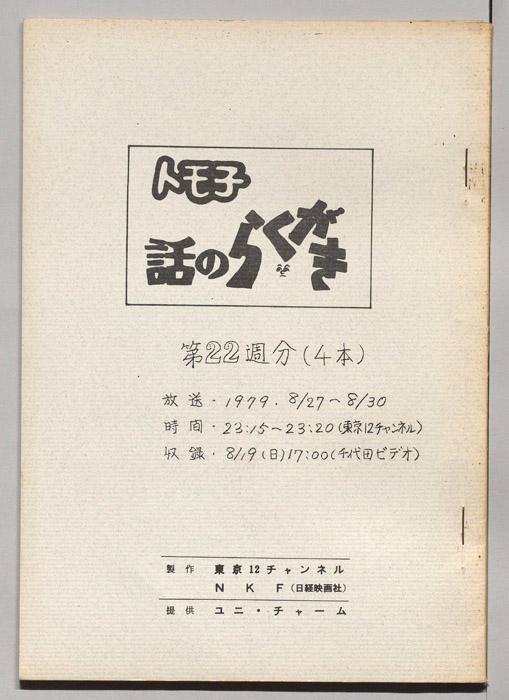 トモ子
話のらくがき
第22週分(4本)
放送・1979. 8/27〜8/30
時間・23:15〜23:20(東京12チャンネル)
収録・8/19(日)17:00(千代田ビデオ)
製作 東京12チャンネル
NKF(日経映画社)
提供 ユニ・チャーム